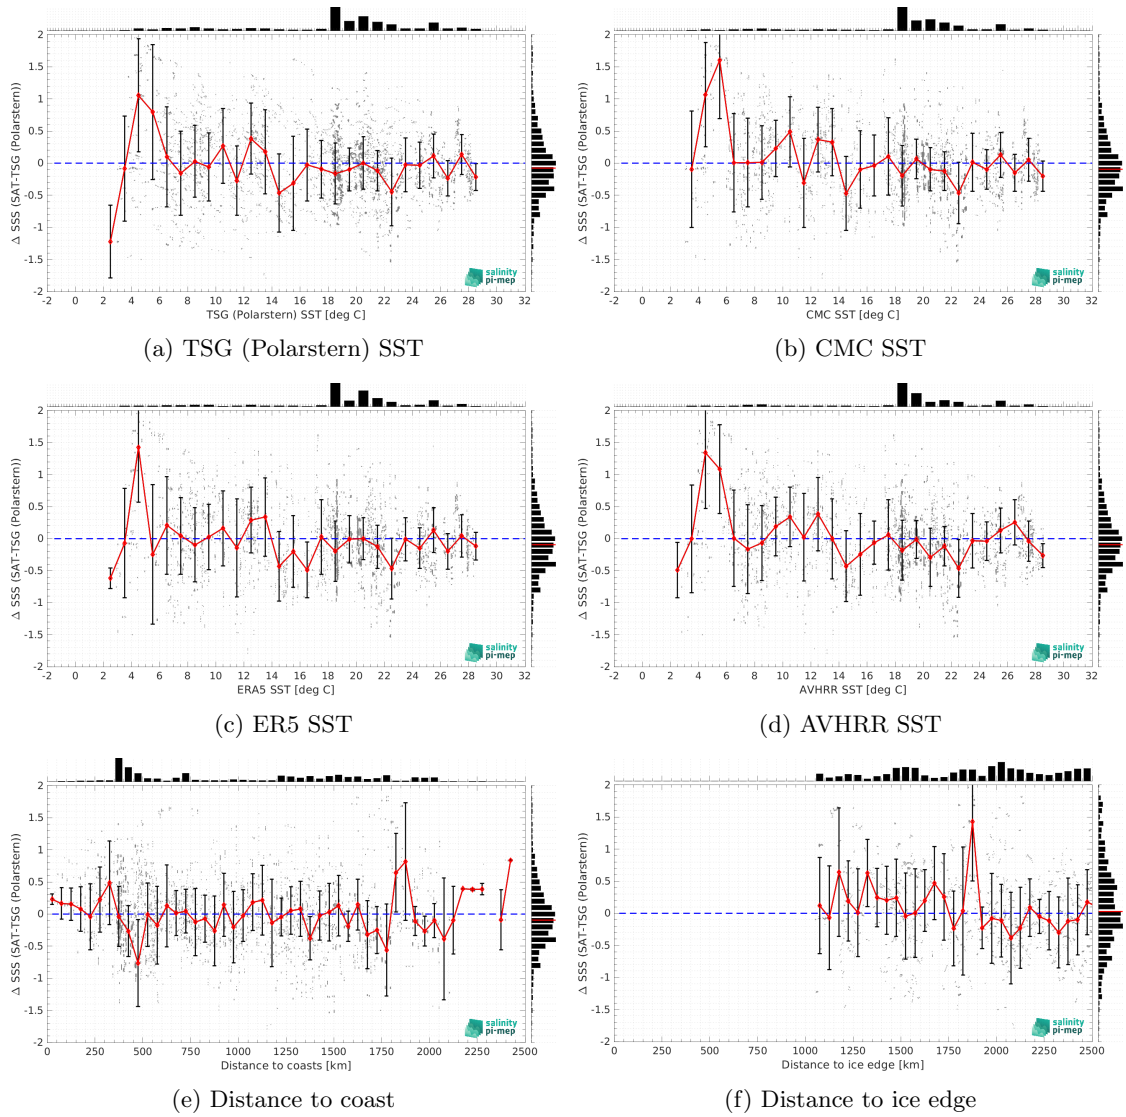 2
1.5
1
0.5
0
-0.5
-1
-1.5
-2
Δ SSS (SAT-TSG (Polarstern))
salinity
pi-mep
-2 0 2 4 6 8 10 12 14 16 18 20 22 24 26 28 30 32
TSG (Polarstern) SST [deg C]
(a) TSG (Polarstern) SST
2
1.5
1
0.5
0
-0.5
-1
-1.5
-2
Δ SSS (SAT-TSG (Polarstern))
salinity
pi-mep
-2 0 2 4 6 8 10 12 14 16 18 20 22 24 26 28 30 32
CMC SST [deg C]
(b) CMC SST
2
1.5
1
0.5
0
-0.5
-1
-1.5
-2
Δ SSS (SAT-TSG (Polarstern))
salinity
pi-mep
-2 0 2 4 6 8 10 12 14 16 18 20 22 24 26 28 30 32
ERA5 SST [deg C]
(c) ER5 SST
2
1.5
1
0.5
0
-0.5
-1
-1.5
-2
Δ SSS (SAT-TSG (Polarstern))
salinity
pi-mep
-2 0 2 4 6 8 10 12 14 16 18 20 22 24 26 28 30 32
AVHRR SST [deg C]
(d) AVHRR SST
2
1.5
1
0.5
0
-0.5
-1
-1.5
-2
Δ SSS (SAT-TSG (Polarstern))
salinity
pi-mep
0 250 500 750 1000 1250 1500 1750 2000 2250 2500
Distance to coasts [km]
(e) Distance to coast
2
1.5
1
0.5
0
-0.5
-1
-1.5
-2
Δ SSS (SAT-TSG (Polarstern))
salinity
pi-mep
0 250 500 750 1000 1250 1500 1750 2000 2250 2500
Distance to ice edge [km]
(f) Distance to ice edge